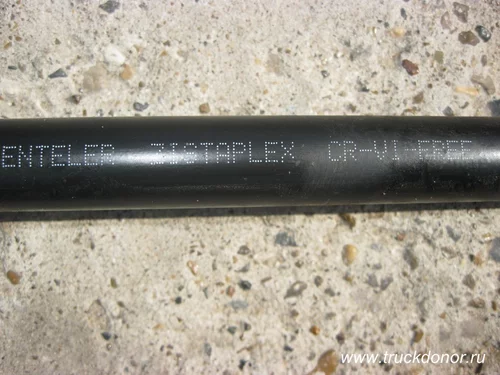 ENTELER ZISTAPLEX CR-VI-FREE
www.truckdonor.ru